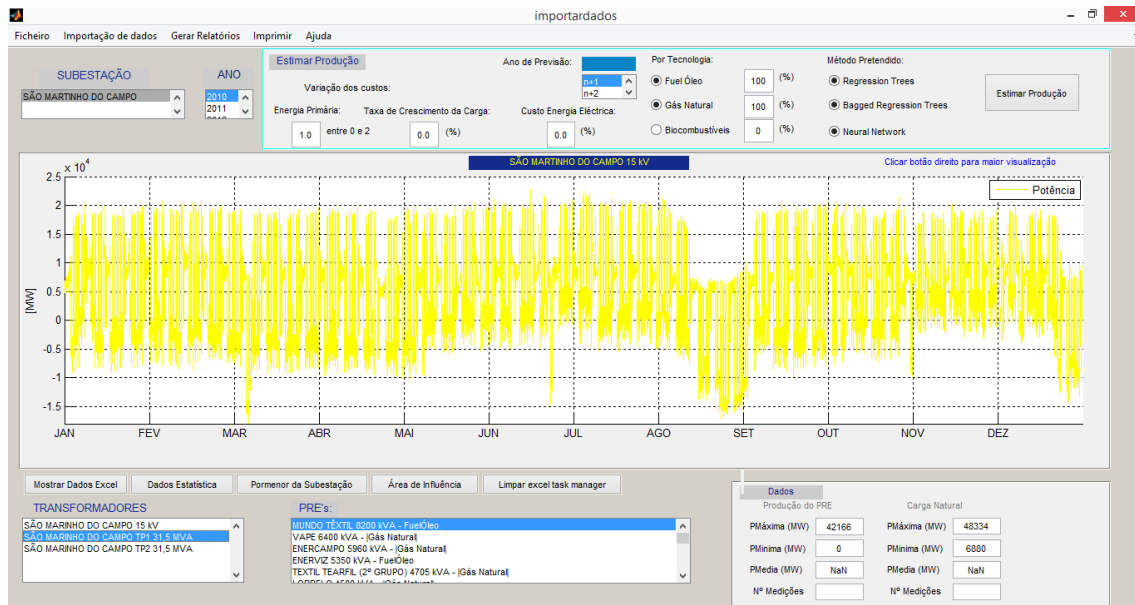 importardados
Ficheiro Importação de dados Gerar Relatórios Imprimir Ajuda
SUBESTAÇÃO
SÃO MARTINHO DO CAMPO
ANO
2010
2011
Estimar Produção
Variação dos custos:
Energia Primária: Taxa de Crescimento da Carga: Custo Energia Eléctrica:
1.0 entre 0 e 2 0.0 (%) 0.0 (%)
Ano de Previsão:
n+1
n+2
Por Tecnologia:
Fuel Óleo 100 (%)
Gás Natural 100 (%)
Biocombustíveis 0 (%)
Método Pretendido:
Regression Trees
Bagged Regression Trees
Neural Network
Estimar Produção
SÃO MARTINHO DO CAMPO 15 kV
Clicar botão direito para maior visualização
x 10^4
Potência
2.5
2
1.5
1
0.5
0
-0.5
-1
-1.5
[MW]
JAN FEV MAR ABR MAI JUN JUL AGO SET OUT NOV DEZ
Mostrar Dados Excel Dados Estatística Pormenor da Subestação Área de Influência Limpar excel task manager
TRANSFORMADORES
SÃO MARINHO DO CAMPO 15 kV
SÃO MARINHO DO CAMPO TP1 31,5 MVA
SÃO MARINHO DO CAMPO TP2 31,5 MVA
PRE's:
MUNDO TÊXTIL 8200 kVA - FuelÓleo
VAPE 6400 kVA - |Gás Natural|
ENERCAMPO 5960 kVA - |Gás Natural|
ENERVIZ 5350 kVA - FuelÓleo
TEXTIL TEARFIL (2º GRUPO) 4705 kVA - |Gás Natural|
Dados
Produção do PRE Carga Natural
PMáxima (MW) 42166 PMáxima (MW) 48334
PMinima (MW) 0 PMinima (MW) 6880
PMedia (MW) NaN PMedia (MW) NaN
Nº Medições Nº Medições